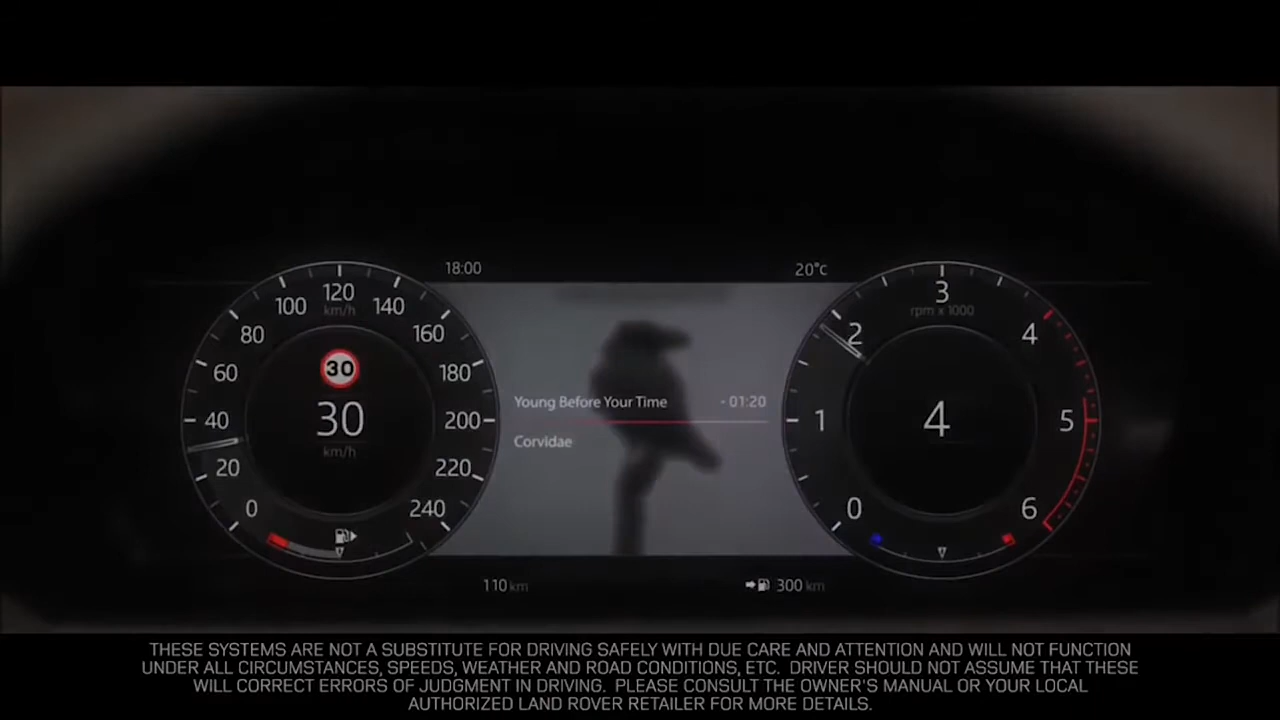 18:00
20°C
0
20
40
60
80
100
120
140
160
180
200
220
240
km/h
30
30
km/h
Young Before Your Time
- 01:20
Corvidae
0
1
2
3
4
5
6
rpm x 1000
4
110 km
300 km
THESE SYSTEMS ARE NOT A SUBSTITUTE FOR DRIVING SAFELY WITH DUE CARE AND ATTENTION AND WILL NOT FUNCTION
UNDER ALL CIRCUMSTANCES, SPEEDS, WEATHER AND ROAD CONDITIONS, ETC. DRIVER SHOULD NOT ASSUME THAT THESE
WILL CORRECT ERRORS OF JUDGMENT IN DRIVING. PLEASE CONSULT THE OWNER'S MANUAL OR YOUR LOCAL
AUTHORIZED LAND ROVER RETAILER FOR MORE DETAILS.